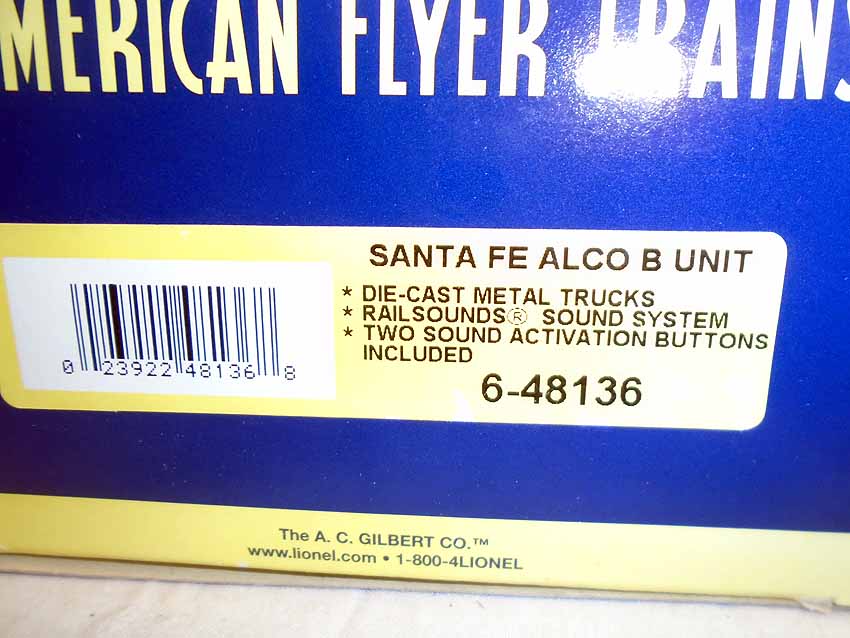 MERICAN FLYER TRAINS
SANTA FE ALCO B UNIT
* DIE-CAST METAL TRUCKS
* RAILSOUNDS® SOUND SYSTEM
* TWO SOUND ACTIVATION BUTTONS
INCLUDED
6-48136
0 23922 48136 8
The A. C. GILBERT CO.™
www.lionel.com • 1-800-4LIONEL